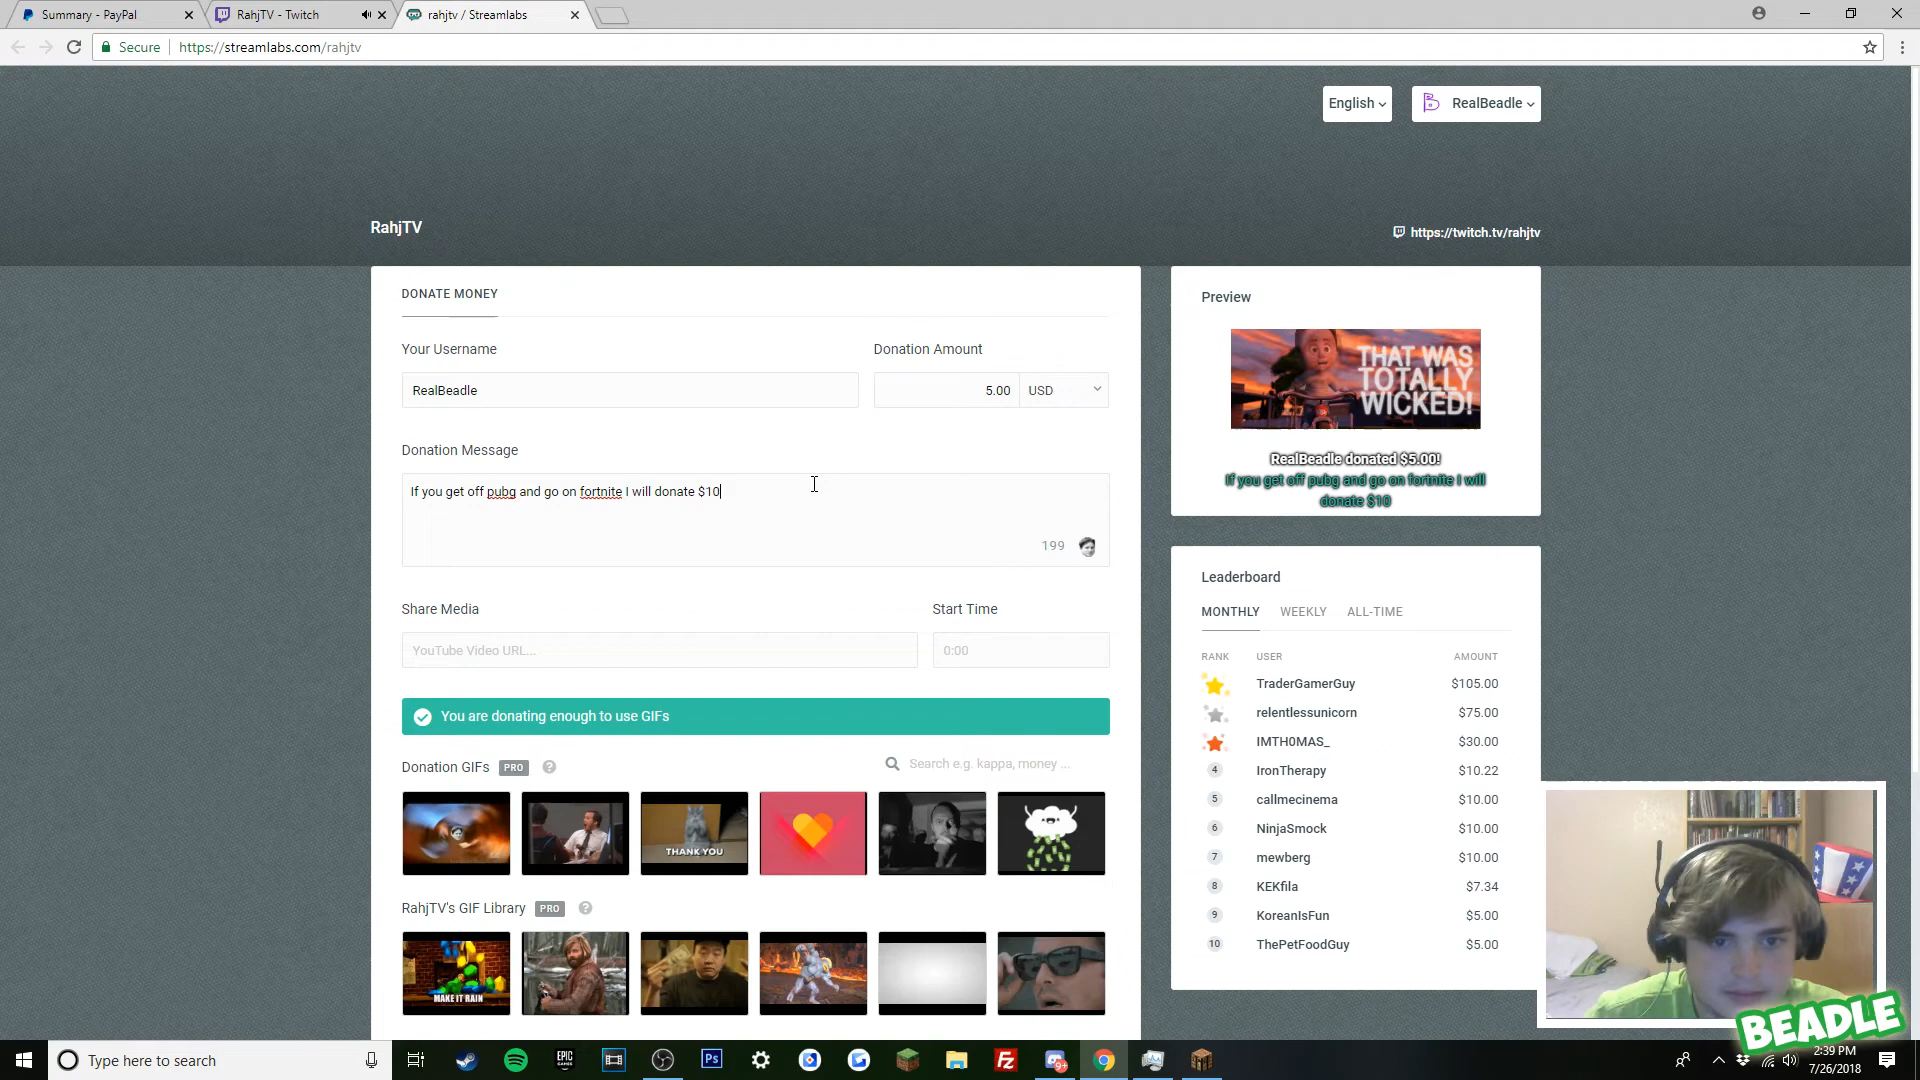 Summary - PayPal
RahjTV - Twitch
rahjtv / Streamlabs
Secure
https://streamlabs.com/rahjtv
English
RealBeadle
RahjTV
https://twitch.tv/rahjtv
DONATE MONEY
Your Username
Donation Amount
RealBeadle
5.00
USD
Donation Message
If you get off pubg and go on fortnite I will donate $10
199
Share Media
Start Time
YouTube Video URL...
0:00
You are donating enough to use GIFs
Donation GIFs
PRO
?
Search e.g. kappa, money ...
THANK YOU
RahjTV's GIF Library
PRO
?
MAKE IT RAIN
Preview
THAT WAS
TOTALLY
WICKED!
RealBeadle donated $5.00!
If you get off pubg and go on fortnite I will
donate $10
Leaderboard
MONTHLY
WEEKLY
ALL-TIME
RANK
USER
AMOUNT
TraderGamerGuy
$105.00
relentlessunicorn
$75.00
IMTH0MAS_
$30.00
4
IronTherapy
$10.22
5
callmecinema
$10.00
6
NinjaSmock
$10.00
7
mewberg
$10.00
8
KEKfila
$7.34
9
KoreanIsFun
$5.00
10
ThePetFoodGuy
$5.00
BEADLE
Type here to search
EPIC
GAMES
Ps
Fz
9+
2:39 PM
7/26/2018